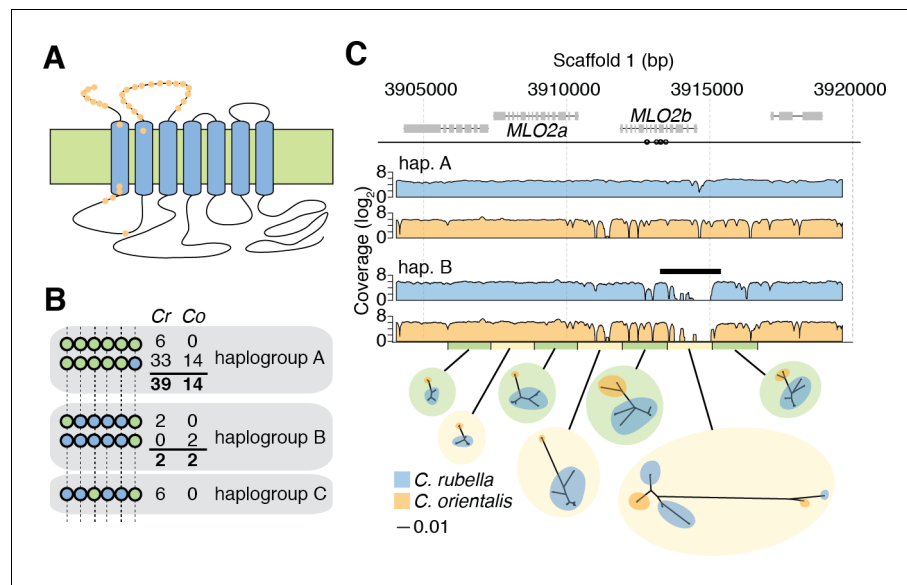 A
B
Cr Co
6 0
33 14
39 14
haplogroup A
2 0
0 2
2 2
haplogroup B
6 0
haplogroup C
C
Scaffold 1 (bp)
3905000 3910000 3915000 3920000
MLO2a
MLO2b
Coverage (log2)
hap. A
8
0
8
0
hap. B
8
0
8
0
C. rubella
C. orientalis
0.01